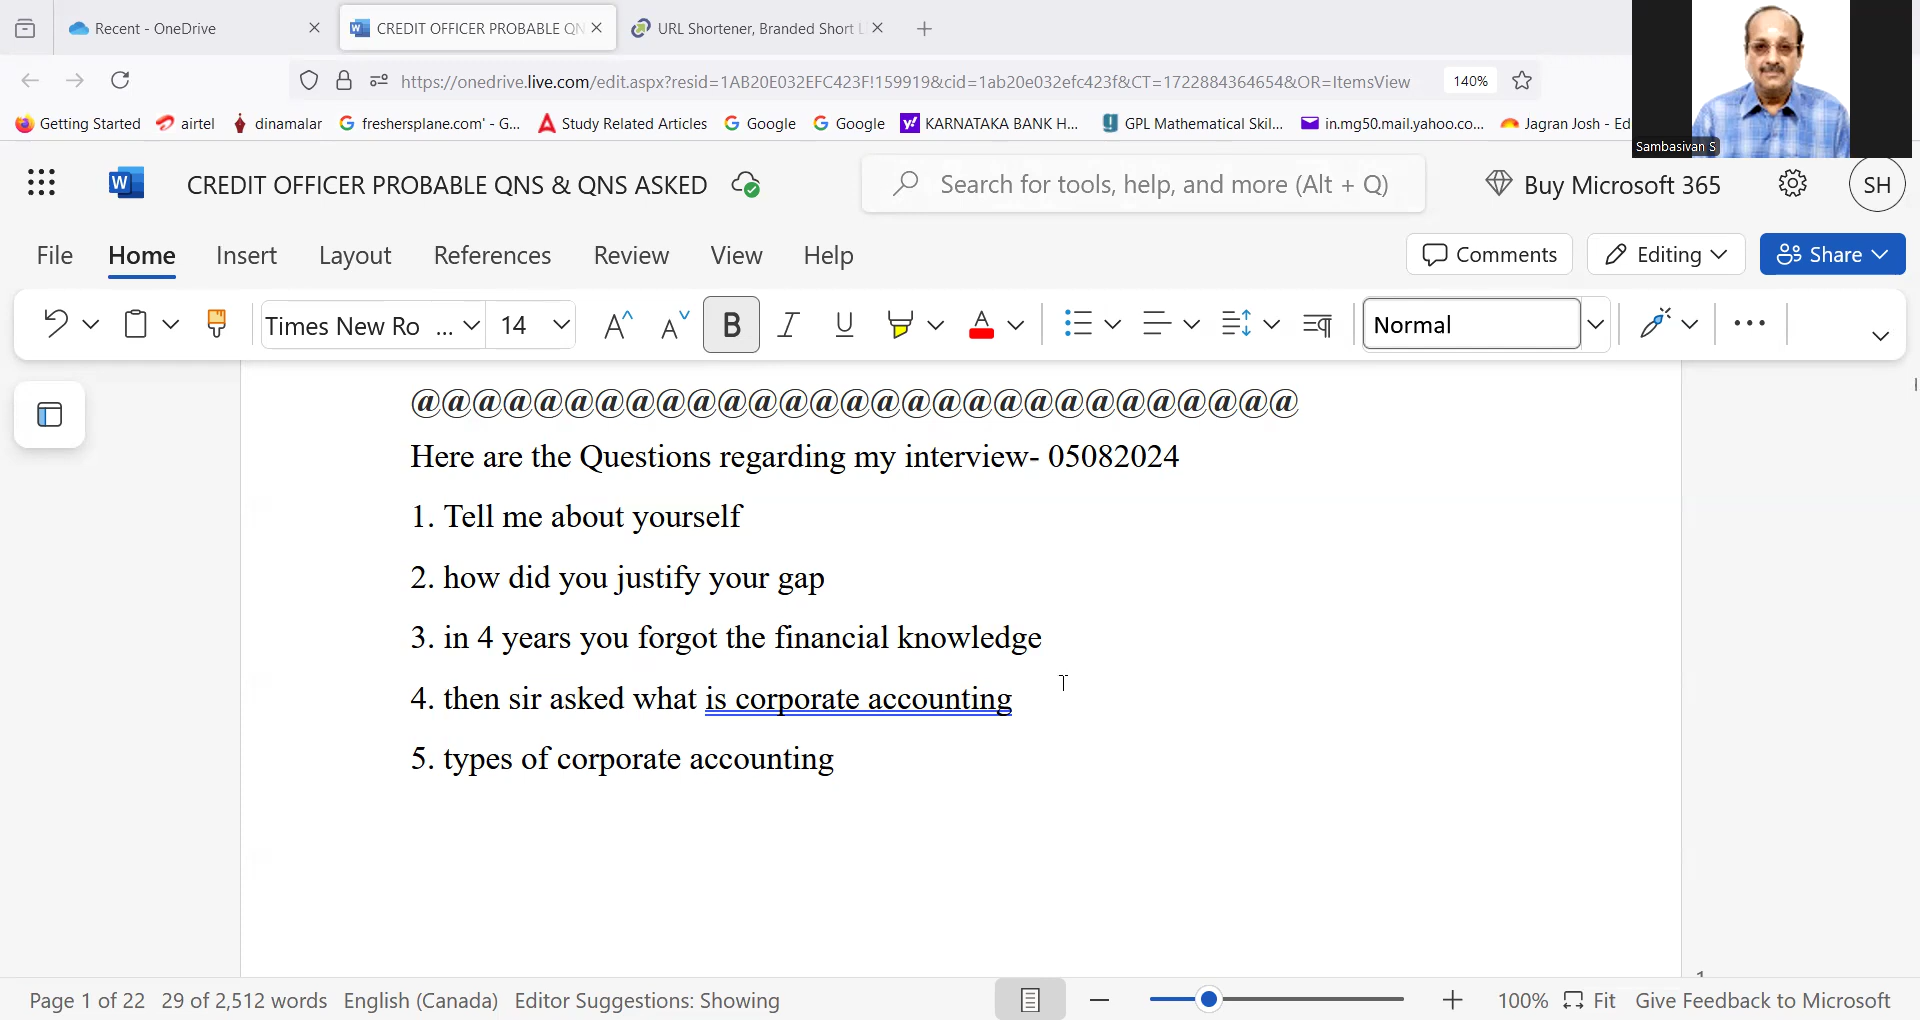 Recent - OneDrive
CREDIT OFFICER PROBABLE QN
URL Shortener, Branded Short L
https://onedrive.live.com/edit.aspx?resid=1AB20E032EFC423F!159919&cid=1ab20e032efc423f&CT=1722884364654&OR=ItemsView
140%
Getting Started
airtel
dinamalar
freshersplane.com' - G...
Study Related Articles
Google
Google
KARNATAKA BANK H...
GPL Mathematical Skil...
in.mg50.mail.yahoo.co...
Jagran Josh - Ed
Sambasivan S
CREDIT OFFICER PROBABLE QNS & QNS ASKED
Search for tools, help, and more (Alt + Q)
Buy Microsoft 365
SH
File Home Insert Layout References Review View Help
Comments
Editing
Share
Times New Ro ...
14
B I U A
Normal
@@@@@@@@@@@@@@@@@@@@@@@@@@@@@
Here are the Questions regarding my interview- 05082024
1. Tell me about yourself
2. how did you justify your gap
3. in 4 years you forgot the financial knowledge
4. then sir asked what is corporate accounting
5. types of corporate accounting
Page 1 of 22 29 of 2,512 words English (Canada) Editor Suggestions: Showing
100% Fit Give Feedback to Microsoft